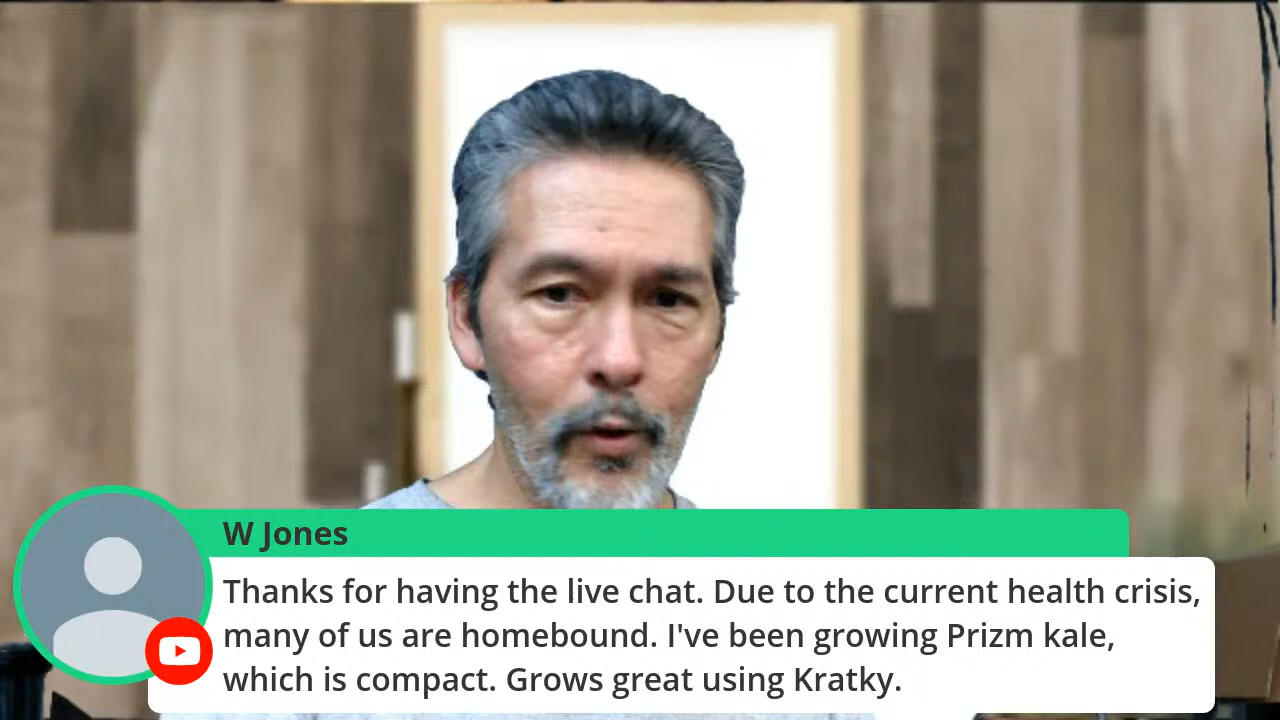 W Jones
Thanks for having the live chat. Due to the current health crisis,
many of us are homebound. I've been growing Prizm kale,
which is compact. Grows great using Kratky.